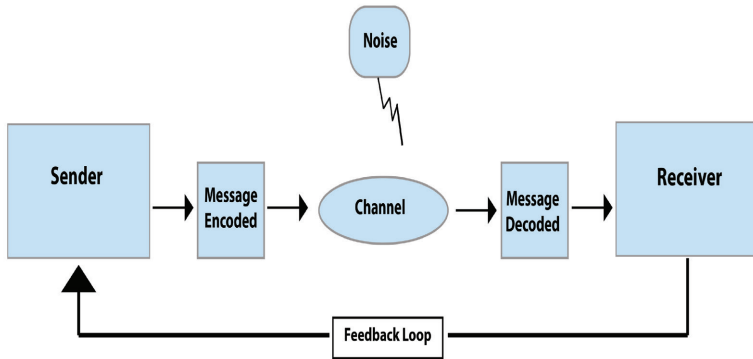 Noise
Sender
Message
Encoded
Channel
Message
Decoded
Receiver
Feedback Loop